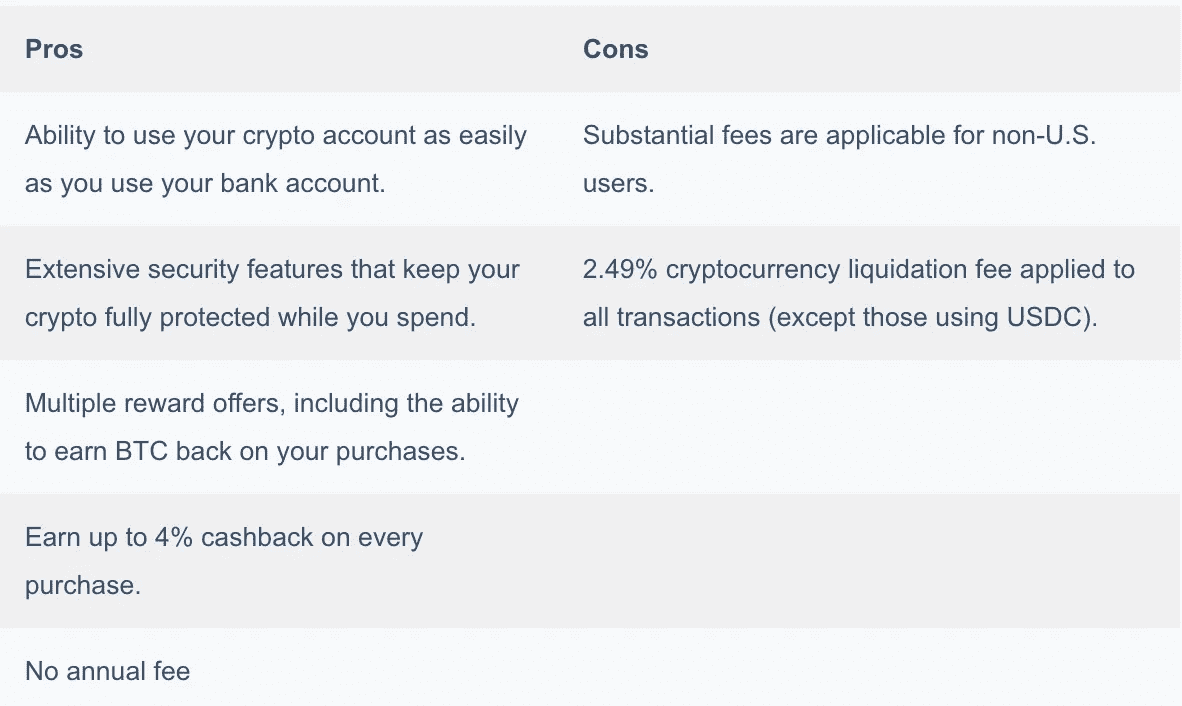 Pros
Cons
Ability to use your crypto account as easily
as you use your bank account.
Substantial fees are applicable for non-U.S.
users.
Extensive security features that keep your
crypto fully protected while you spend.
2.49% cryptocurrency liquidation fee applied to
all transactions (except those using USDC).
Multiple reward offers, including the ability
to earn BTC back on your purchases.
Earn up to 4% cashback on every
purchase.
No annual fee